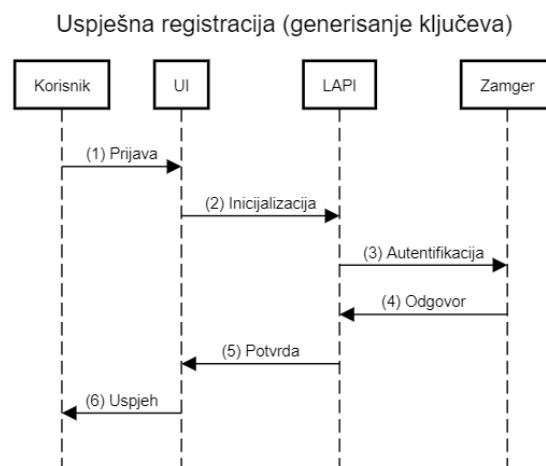 Uspješna registracija (generisanje ključeva)
Korisnik
UI
LAPI
Zamger
(1) Prijava
(2) Inicijalizacija
(3) Autentifikacija
(4) Odgovor
(5) Potvrda
(6) Uspjeh